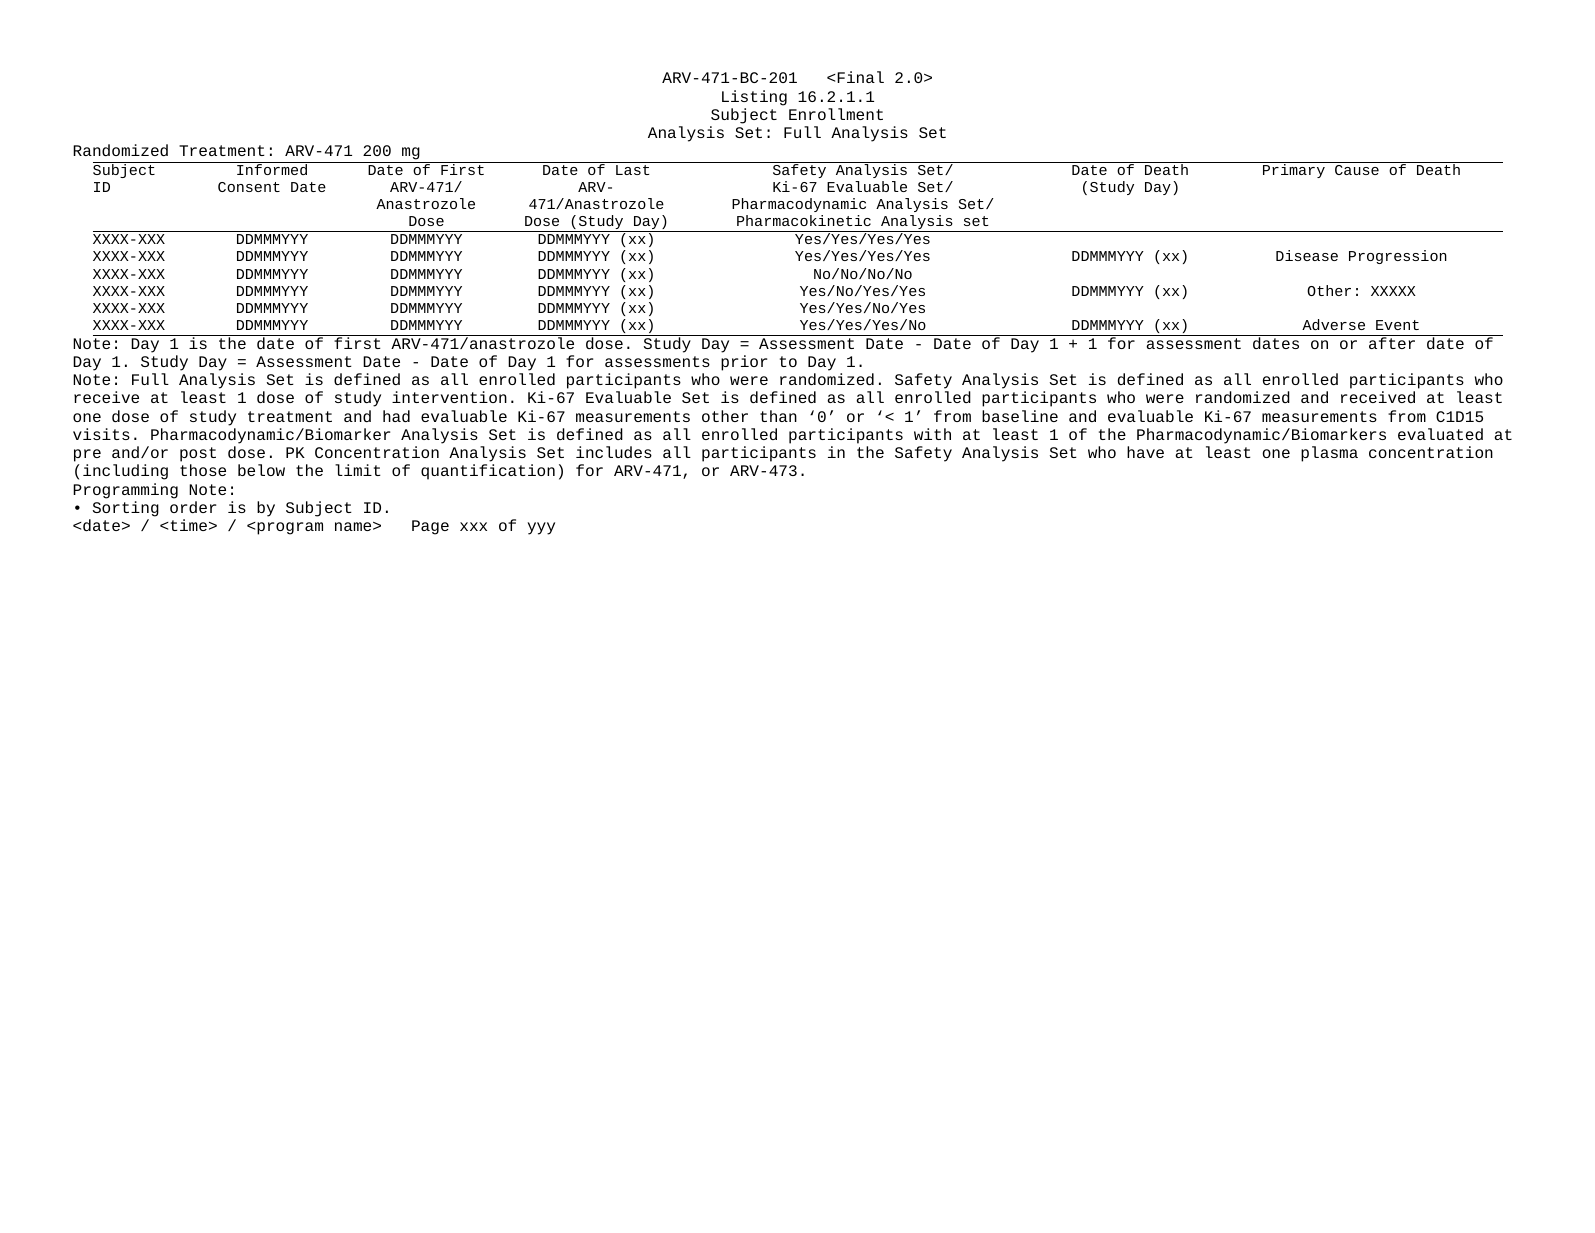 ARV-471-BC-201   <Final 2.0>
Listing 16.2.1.1
Subject Enrollment
Analysis Set: Full Analysis Set
Randomized Treatment: ARV-471 200 mg
Subject   Informed   Date of First   Date of Last   Safety Analysis Set/   Date of Death   Primary Cause of Death
ID   Consent Date   ARV-471/   ARV-   Ki-67 Evaluable Set/   (Study Day)
Anastrozole   471/Anastrozole   Pharmacodynamic Analysis Set/
Dose   Dose (Study Day)   Pharmacokinetic Analysis set
XXXX-XXX   DDMMMYYY   DDMMMYYY   DDMMMYYY (xx)   Yes/Yes/Yes/Yes
XXXX-XXX   DDMMMYYY   DDMMMYYY   DDMMMYYY (xx)   Yes/Yes/Yes/Yes   DDMMMYYY (xx)   Disease Progression
XXXX-XXX   DDMMMYYY   DDMMMYYY   DDMMMYYY (xx)   No/No/No/No
XXXX-XXX   DDMMMYYY   DDMMMYYY   DDMMMYYY (xx)   Yes/No/Yes/Yes   DDMMMYYY (xx)   Other: XXXXX
XXXX-XXX   DDMMMYYY   DDMMMYYY   DDMMMYYY (xx)   Yes/Yes/No/Yes
XXXX-XXX   DDMMMYYY   DDMMMYYY   DDMMMYYY (xx)   Yes/Yes/Yes/No   DDMMMYYY (xx)   Adverse Event
Note: Day 1 is the date of first ARV-471/anastrozole dose. Study Day = Assessment Date - Date of Day 1 + 1 for assessment dates on or after date of
Day 1. Study Day = Assessment Date - Date of Day 1 for assessments prior to Day 1.
Note: Full Analysis Set is defined as all enrolled participants who were randomized. Safety Analysis Set is defined as all enrolled participants who
receive at least 1 dose of study intervention. Ki-67 Evaluable Set is defined as all enrolled participants who were randomized and received at least
one dose of study treatment and had evaluable Ki-67 measurements other than ‘0’ or ‘< 1’ from baseline and evaluable Ki-67 measurements from C1D15
visits. Pharmacodynamic/Biomarker Analysis Set is defined as all enrolled participants with at least 1 of the Pharmacodynamic/Biomarkers evaluated at
pre and/or post dose. PK Concentration Analysis Set includes all participants in the Safety Analysis Set who have at least one plasma concentration
(including those below the limit of quantification) for ARV-471, or ARV-473.
Programming Note:
• Sorting order is by Subject ID.
<date> / <time> / <program name>   Page xxx of yyy